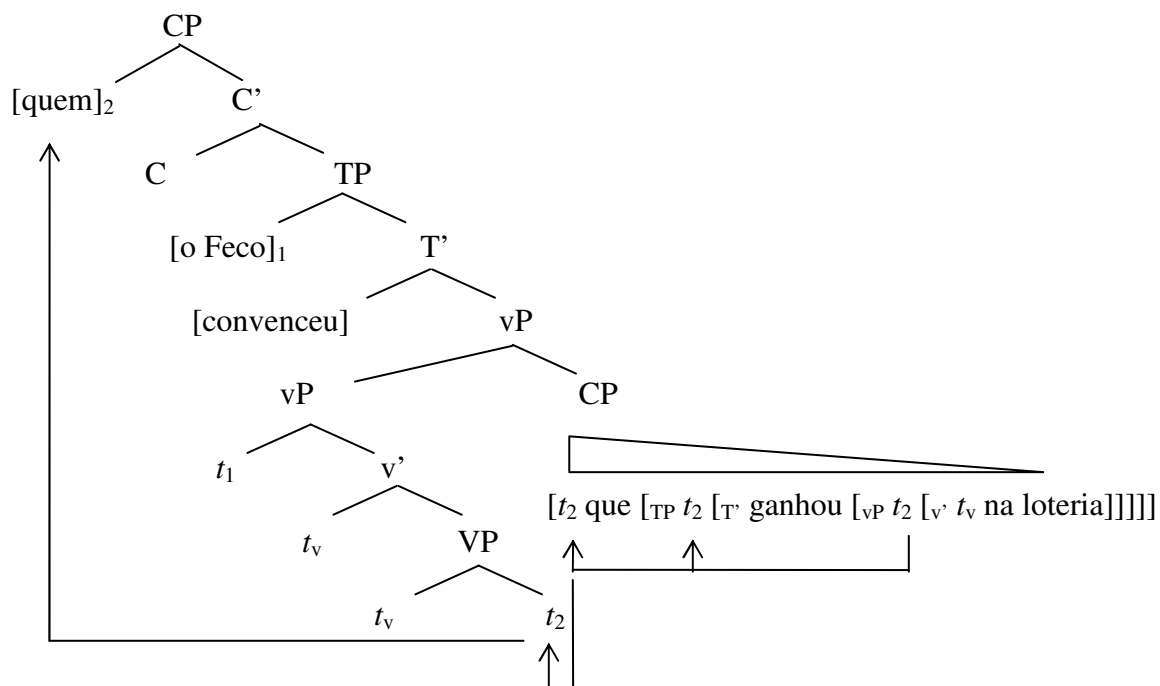 CP
[quem]₂ C’
C TP
[o Feco]₁ T’
[convenceu] vP
vP CP
t₁ v’
[t₂ que [TP t₂ [T’ ganhou [vP t₂ [v’ tv na loteria]]]]]
tv VP
tv t₂